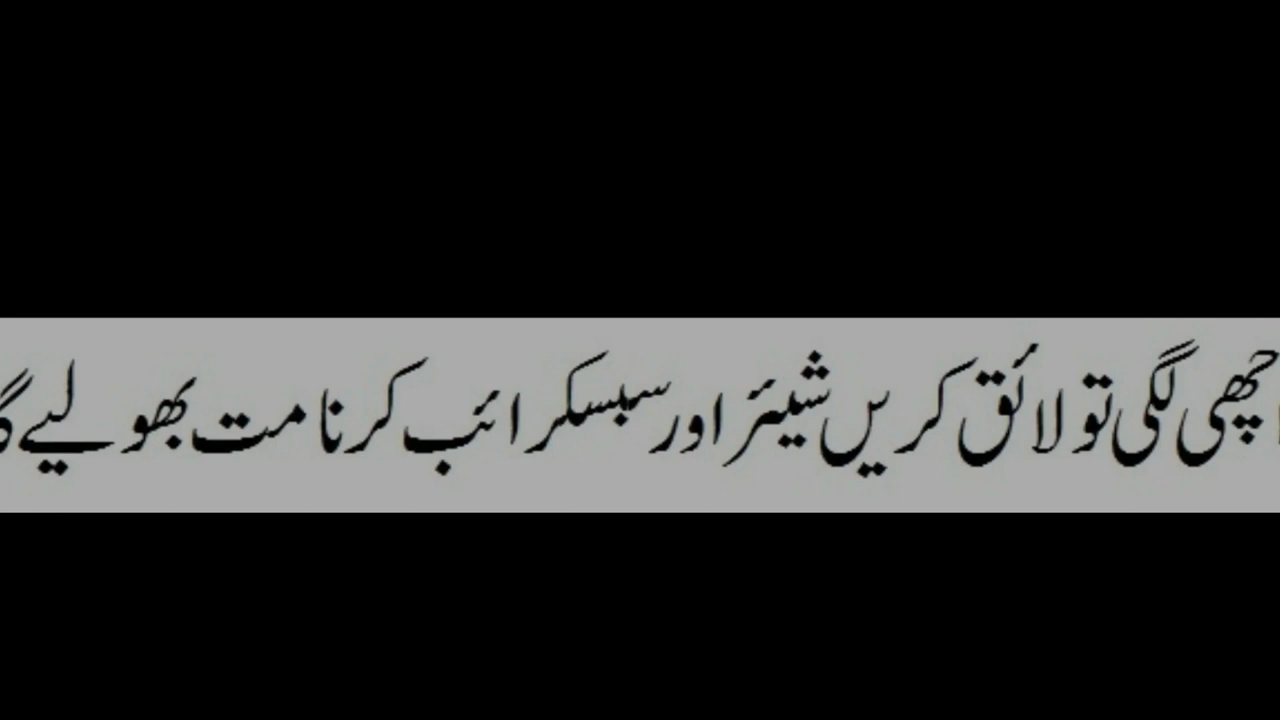 اچھی لگی تو لائق کریں شیئر اور سبسکرائب کرنا مت بھولیے گ